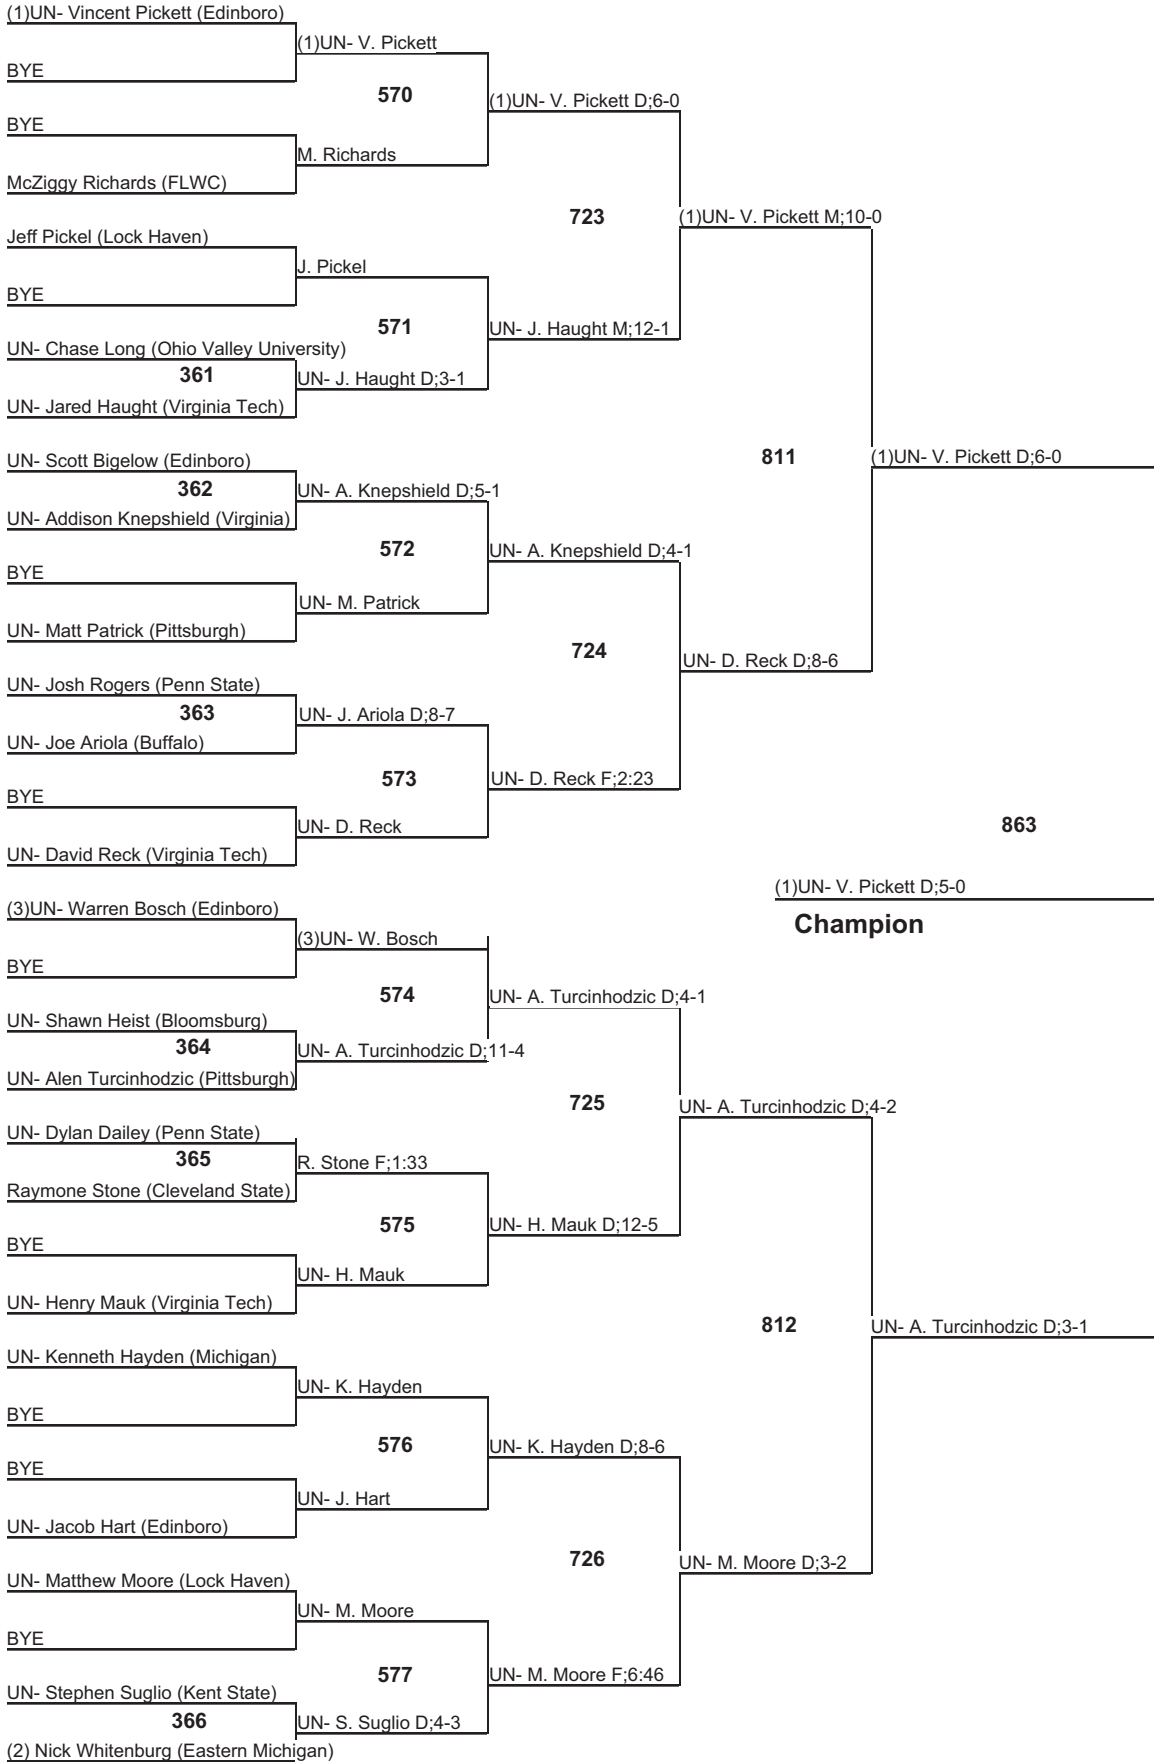 (1)UN- Vincent Pickett (Edinboro)
(1)UN- V. Pickett
BYE
570
(1)UN- V. Pickett D;6-0
BYE
M. Richards
McZiggy Richards (FLWC)
723
(1)UN- V. Pickett M;10-0
Jeff Pickel (Lock Haven)
J. Pickel
BYE
571
UN- J. Haught M;12-1
UN- Chase Long (Ohio Valley University)
361
UN- J. Haught D;3-1
UN- Jared Haught (Virginia Tech)
811
(1)UN- V. Pickett D;6-0
UN- Scott Bigelow (Edinboro)
362
UN- A. Knepshield D;5-1
UN- Addison Knepshield (Virginia)
572
UN- A. Knepshield D;4-1
BYE
UN- M. Patrick
UN- Matt Patrick (Pittsburgh)
724
UN- D. Reck D;8-6
UN- Josh Rogers (Penn State)
363
UN- J. Ariola D;8-7
UN- Joe Ariola (Buffalo)
573
UN- D. Reck F;2:23
BYE
UN- D. Reck
UN- David Reck (Virginia Tech)
863
(1)UN- V. Pickett D;5-0
Champion
(3)UN- Warren Bosch (Edinboro)
(3)UN- W. Bosch
BYE
574
UN- A. Turcinhodzic D;4-1
UN- Shawn Heist (Bloomsburg)
364
UN- A. Turcinhodzic D;11-4
UN- Alen Turcinhodzic (Pittsburgh)
725
UN- A. Turcinhodzic D;4-2
UN- Dylan Dailey (Penn State)
365
R. Stone F;1:33
Raymone Stone (Cleveland State)
575
UN- H. Mauk D;12-5
BYE
UN- H. Mauk
UN- Henry Mauk (Virginia Tech)
812
UN- A. Turcinhodzic D;3-1
UN- Kenneth Hayden (Michigan)
UN- K. Hayden
BYE
576
UN- K. Hayden D;8-6
BYE
UN- J. Hart
UN- Jacob Hart (Edinboro)
726
UN- M. Moore D;3-2
UN- Matthew Moore (Lock Haven)
UN- M. Moore
BYE
577
UN- M. Moore F;6:46
UN- Stephen Suglio (Kent State)
366
UN- S. Suglio D;4-3
(2) Nick Whitenburg (Eastern Michigan)